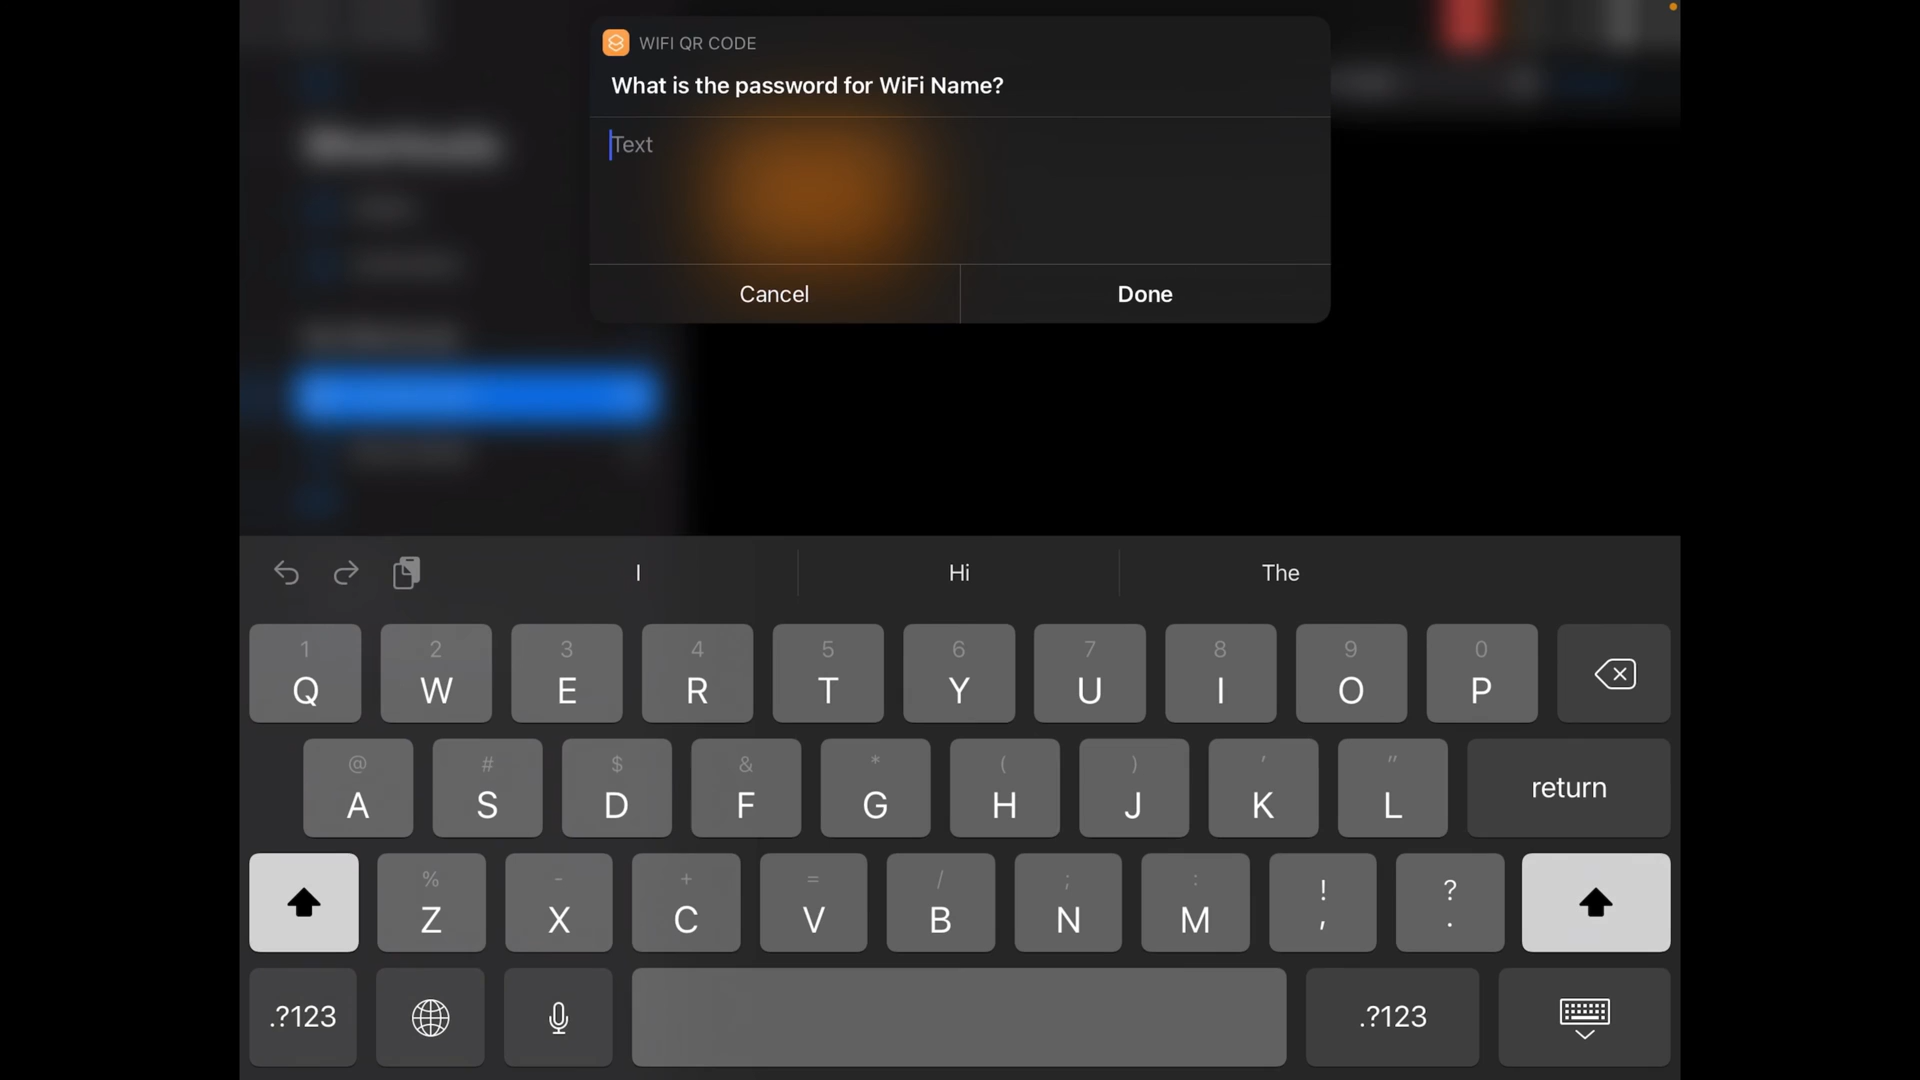 WIFI QR CODE
What is the password for WiFi Name?
Text
Cancel Done
Shortcuts
I Hi The
1 2 3 4 5 6 7 8 9 0
Q W E R T Y U I O P
@ # $ & * ( ) ' "
A S D F G H J K L return
% - + = / ; : ! ?
Z X C V B N M , .
.?123 .?123